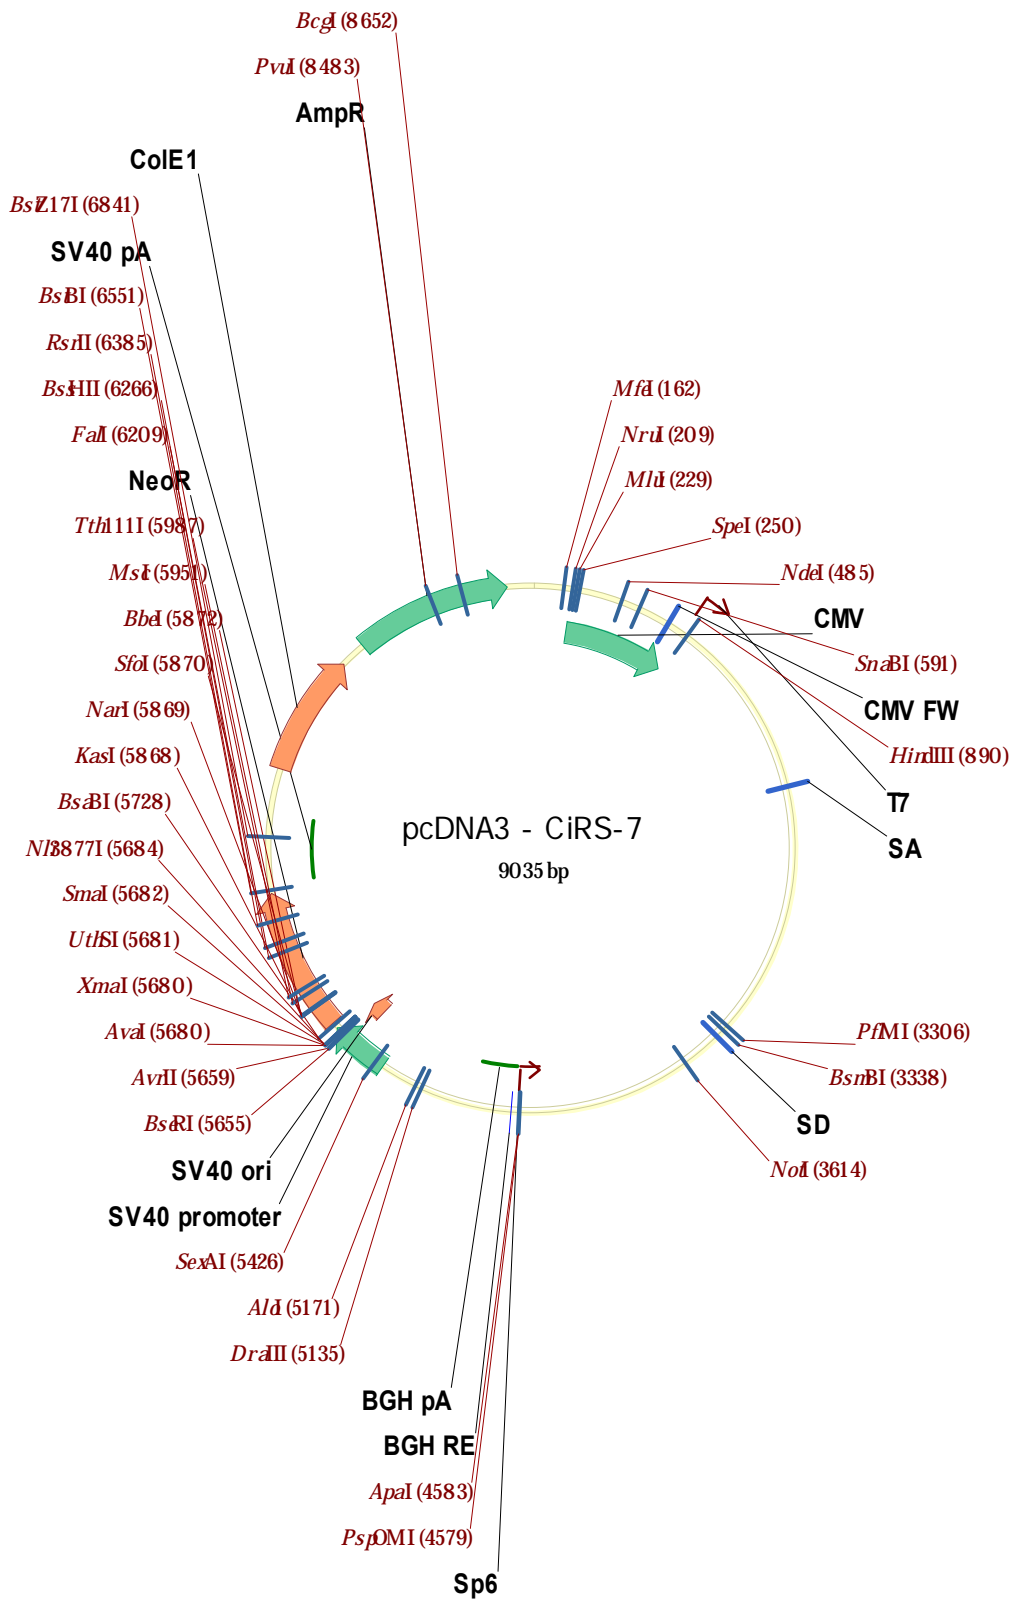 BcgI (8652)
PvuI (8483)
AmpR
ColE1
BstZ17I (6841)
SV40 pA
BstBI (6551)
RsrII (6385)
BssHII (6266)
FalI (6209)
NeoR
Tth111I (5987)
MscI (5951)
BbeI (5872)
SfoI (5870)
NarI (5869)
KasI (5868)
BsaBI (5728)
Nli3877I (5684)
SmaI (5682)
UthSI (5681)
XmaI (5680)
AvaI (5680)
AvrII (5659)
BseRI (5655)
SV40 ori
SV40 promoter
SexAI (5426)
AloI (5171)
DraIII (5135)
BGH pA
BGH RE
ApaI (4583)
PspOMI (4579)
Sp6
MfeI (162)
NruI (209)
MluI (229)
SpeI (250)
NdeI (485)
CMV
SnaBI (591)
CMV FW
HindIII (890)
T7
SA
pcDNA3 - CiRS-7
9035 bp
PflMI (3306)
BsmBI (3338)
SD
NotI (3614)